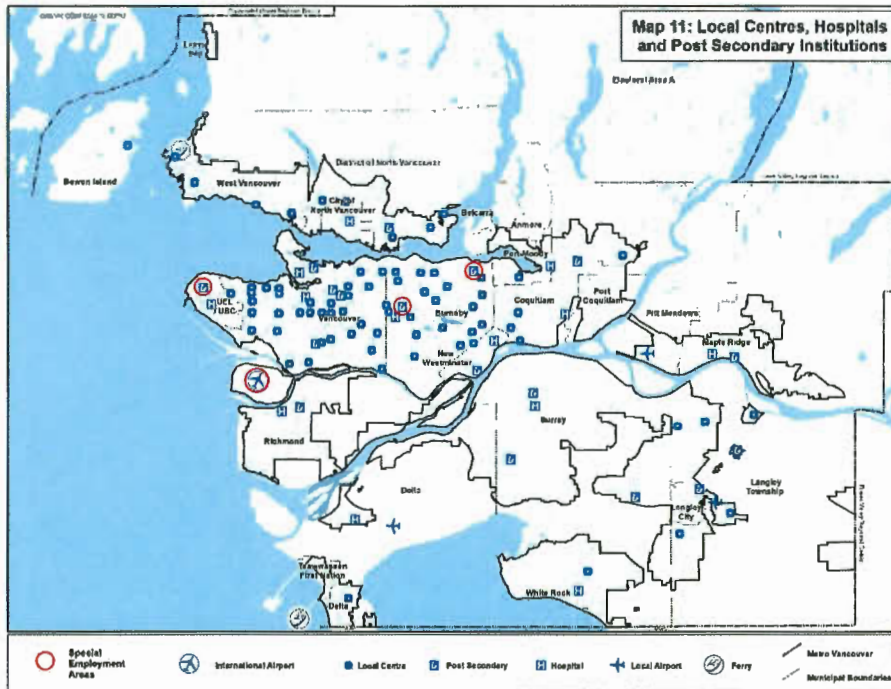 Map 11: Local Centres, Hospitals
and Post Secondary Institutions
Electoral Area A
Lions
Bay
Bowen Island
West Vancouver
District of North Vancouver
City of
North Vancouver
Belcarra
Anmore
Port Moody
UEL
UBC
Vancouver
Burnaby
Coquitlam
Port
Coquitlam
Pitt Meadows
Maple Ridge
New
Westminster
Richmond
Surrey
Delta
Langley
Township
Langley
City
Tsawwassen
First Nation
Delta
White Rock
Special
Employment
Areas
International Airport
Local Centre
Post Secondary
H
Hospital
Local Airport
Ferry
Metro Vancouver
Municipal Boundaries